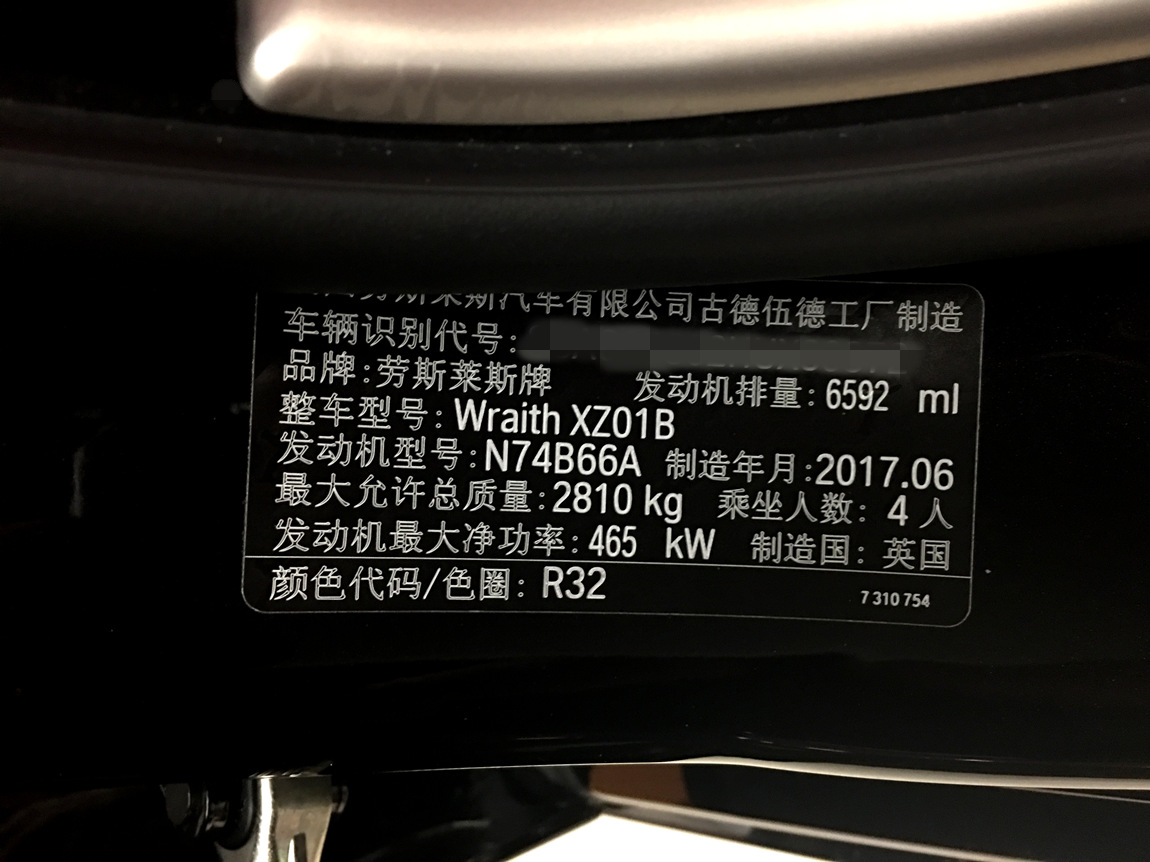 劳斯莱斯汽车有限公司古德伍德工厂制造
车辆识别代号:
品牌:劳斯莱斯牌 发动机排量:6592 ml
整车型号:Wraith XZ01B
发动机型号:N74B66A 制造年月:2017.06
最大允许总质量:2810 kg 乘坐人数: 4 人
发动机最大净功率:465 kW 制造国: 英国
颜色代码/色圈: R32
7 310 754